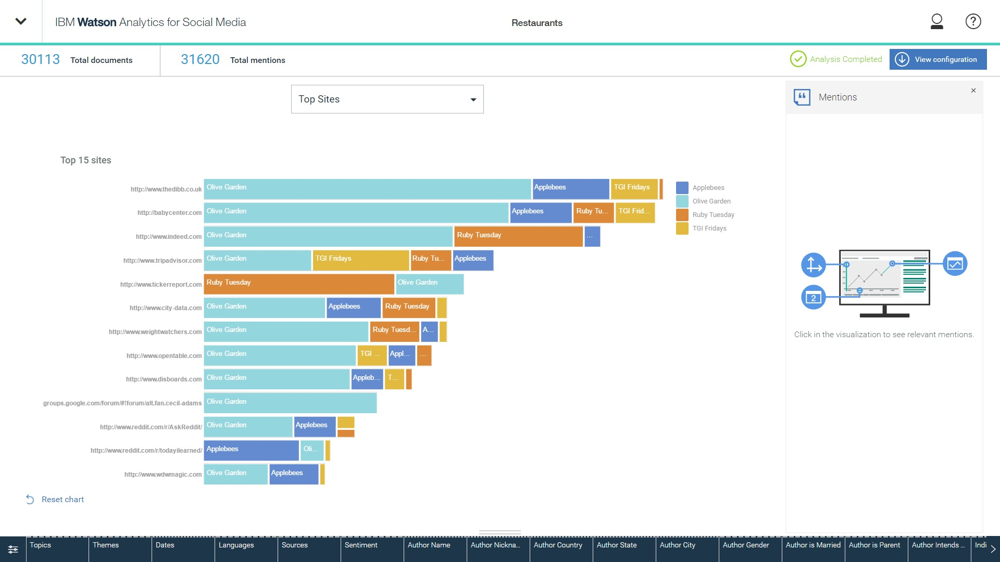 IBM Watson Analytics for Social Media
Restaurants
?
30113 Total documents
31620 Total mentions
Analysis Completed
View configuration
Top Sites
“ Mentions
×
Top 15 sites
http://www.thedibb.co.uk Olive Garden Applebees TGI Fridays
http://babycenter.com Olive Garden Applebees Ruby Tu... TGI Frid...
http://www.indeed.com Olive Garden Ruby Tuesday ...
http://www.tripadvisor.com Olive Garden TGI Fridays Ruby Tu... Applebees
http://www.tickerreport.com Ruby Tuesday Olive Garden
http://www.city-data.com Olive Garden Applebees Ruby Tuesday
http://www.weightwatchers.com Olive Garden Ruby Tuesd... A...
http://www.opentable.com Olive Garden TGI ... Appl... ...
http://www.disboards.com Olive Garden Appleb... T...
groups.google.com/forum/#!forum/alt.fan.cecil-adams Olive Garden
http://www.reddit.com/r/AskReddit/ Olive Garden Applebees
http://www.reddit.com/r/todayilearned/ Applebees Oli...
http://www.wdwmagic.com Olive Garden Applebees
Applebees
Olive Garden
Ruby Tuesday
TGI Fridays
2
Click in the visualization to see relevant mentions.
Reset chart
Topics Themes Dates Languages Sources Sentiment Author Name Author Nickna... Author Country Author State Author City Author Gender Author is Married Author is Parent Author Intends ... Indi